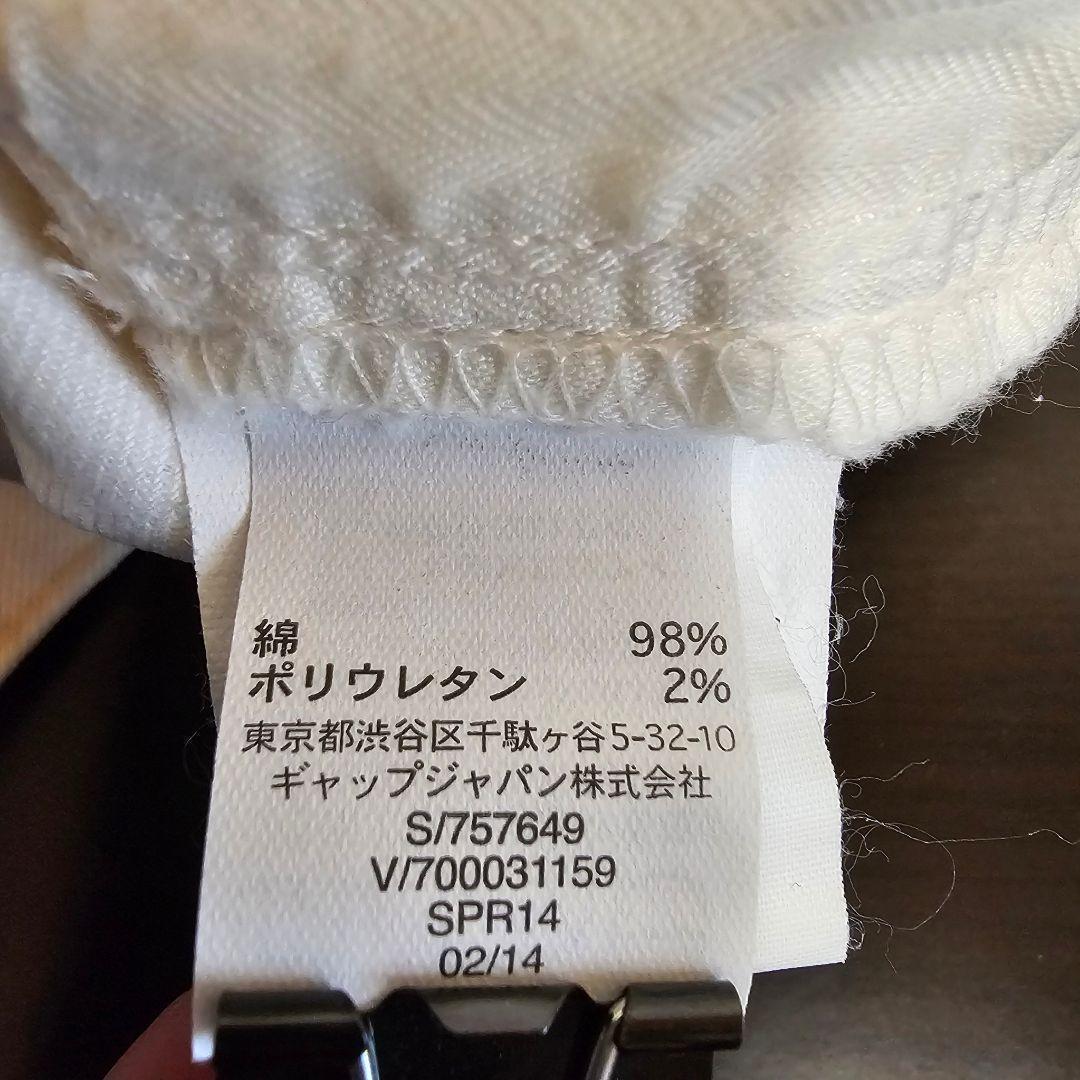 綿 98%
ポリウレタン 2%
東京都渋谷区千駄ヶ谷5-32-10
ギャップジャパン株式会社
S/757649
V/700031159
SPR14
02/14